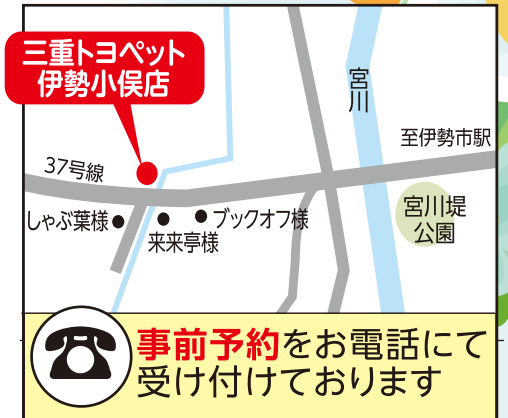 三重トヨペット
伊勢小俣店
宮川
至伊勢市駅
37号線
しゃぶ葉様
来来亭様
ブックオフ様
宮川堤
公園
事前予約をお電話にて
受け付けております